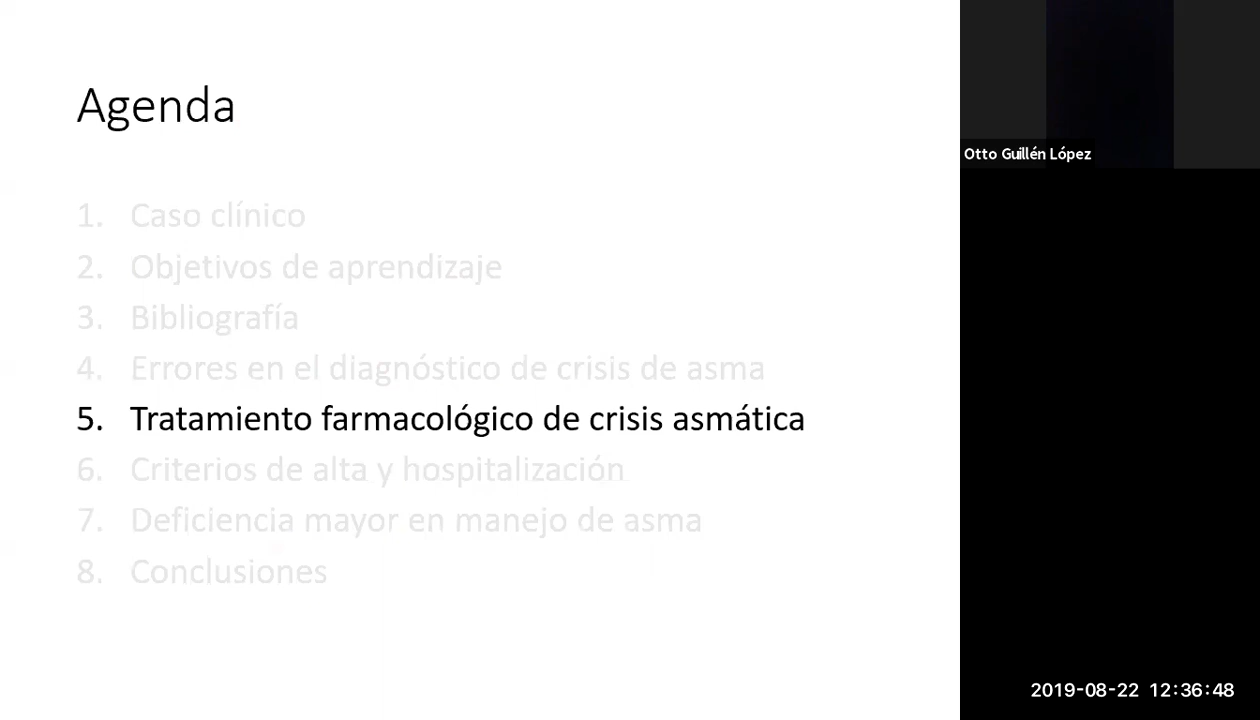 Agenda
1. Caso clínico
2. Objetivos de aprendizaje
3. Bibliografía
4. Errores en el diagnóstico de crisis de asma
5. Tratamiento farmacológico de crisis asmática
6. Criterios de alta y hospitalización
7. Deficiencia mayor en manejo de asma
8. Conclusiones
Otto Guillén López
2019-08-22 12:36:48